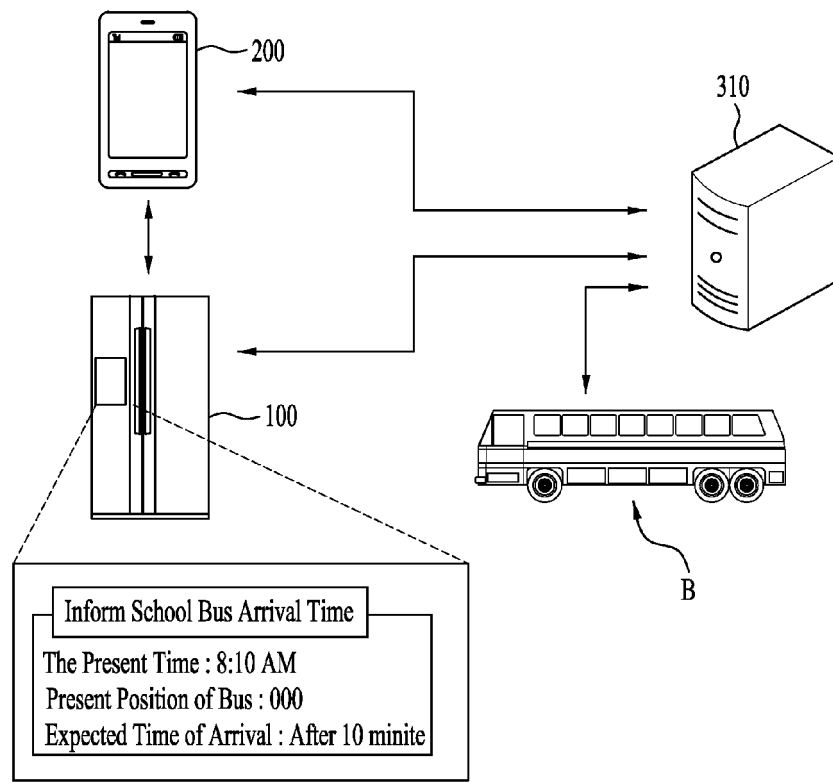 200
310
100
B
Inform School Bus Arrival Time
The Present Time : 8:10 AM
Present Position of Bus : 000
Expected Time of Arrival : After 10 minite